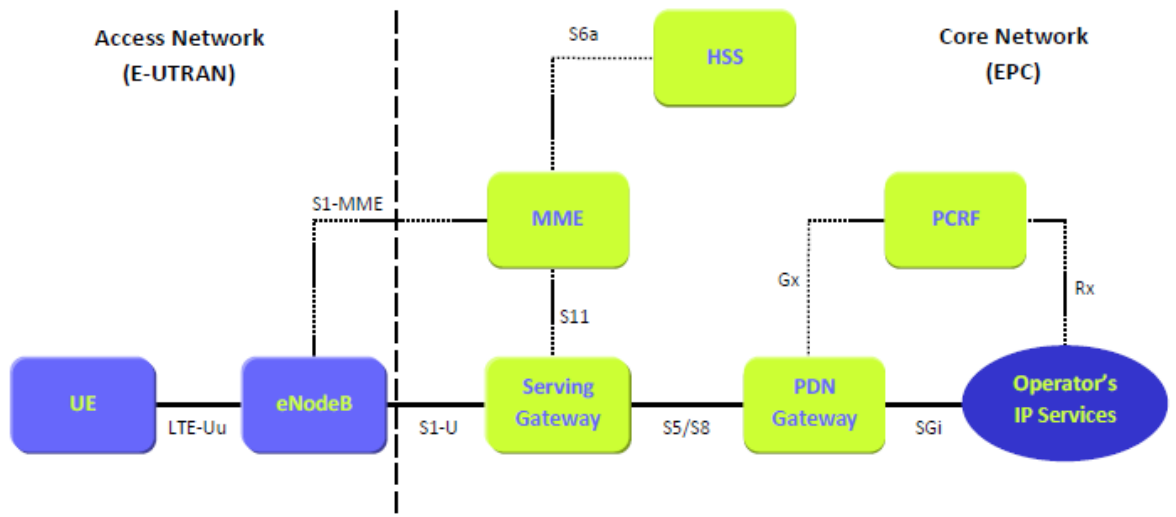 Access Network
(E-UTRAN)
S6a
HSS
Core Network
(EPC)
S1-MME
MME
PCRF
Gx
Rx
S11
UE
eNodeB
Serving
Gateway
PDN
Gateway
Operator's
IP Services
LTE-Uu
S1-U
S5/S8
SGi